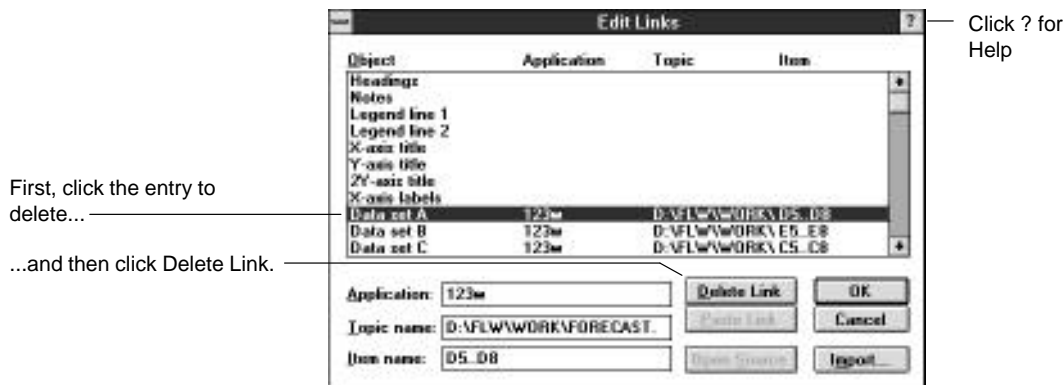 Edit Links
?
Click ? for
Help
Object Application Topic Item
Headings
Notes
Legend line 1
Legend line 2
X-axis title
Y-axis title
2Y-axis title
X-axis labels
Data set A 123w D:\FLW\WORK\ D5..D8
Data set B 123w D:\FLW\WORK\ E5..E8
Data set C 123w D:\FLW\WORK\ C5..C8
First, click the entry to
delete...
...and then click Delete Link.
Application: 123w
Delete Link OK
Topic name: D:\FLW\WORK\FORECAST.
Paste Link Cancel
Item name: D5..D8
Open Source Import...